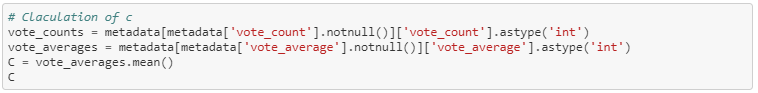 # Claculation of c
vote_counts = metadata[metadata['vote_count'].notnull()]['vote_count'].astype('int')
vote_averages = metadata[metadata['vote_average'].notnull()]['vote_average'].astype('int')
C = vote_averages.mean()
C